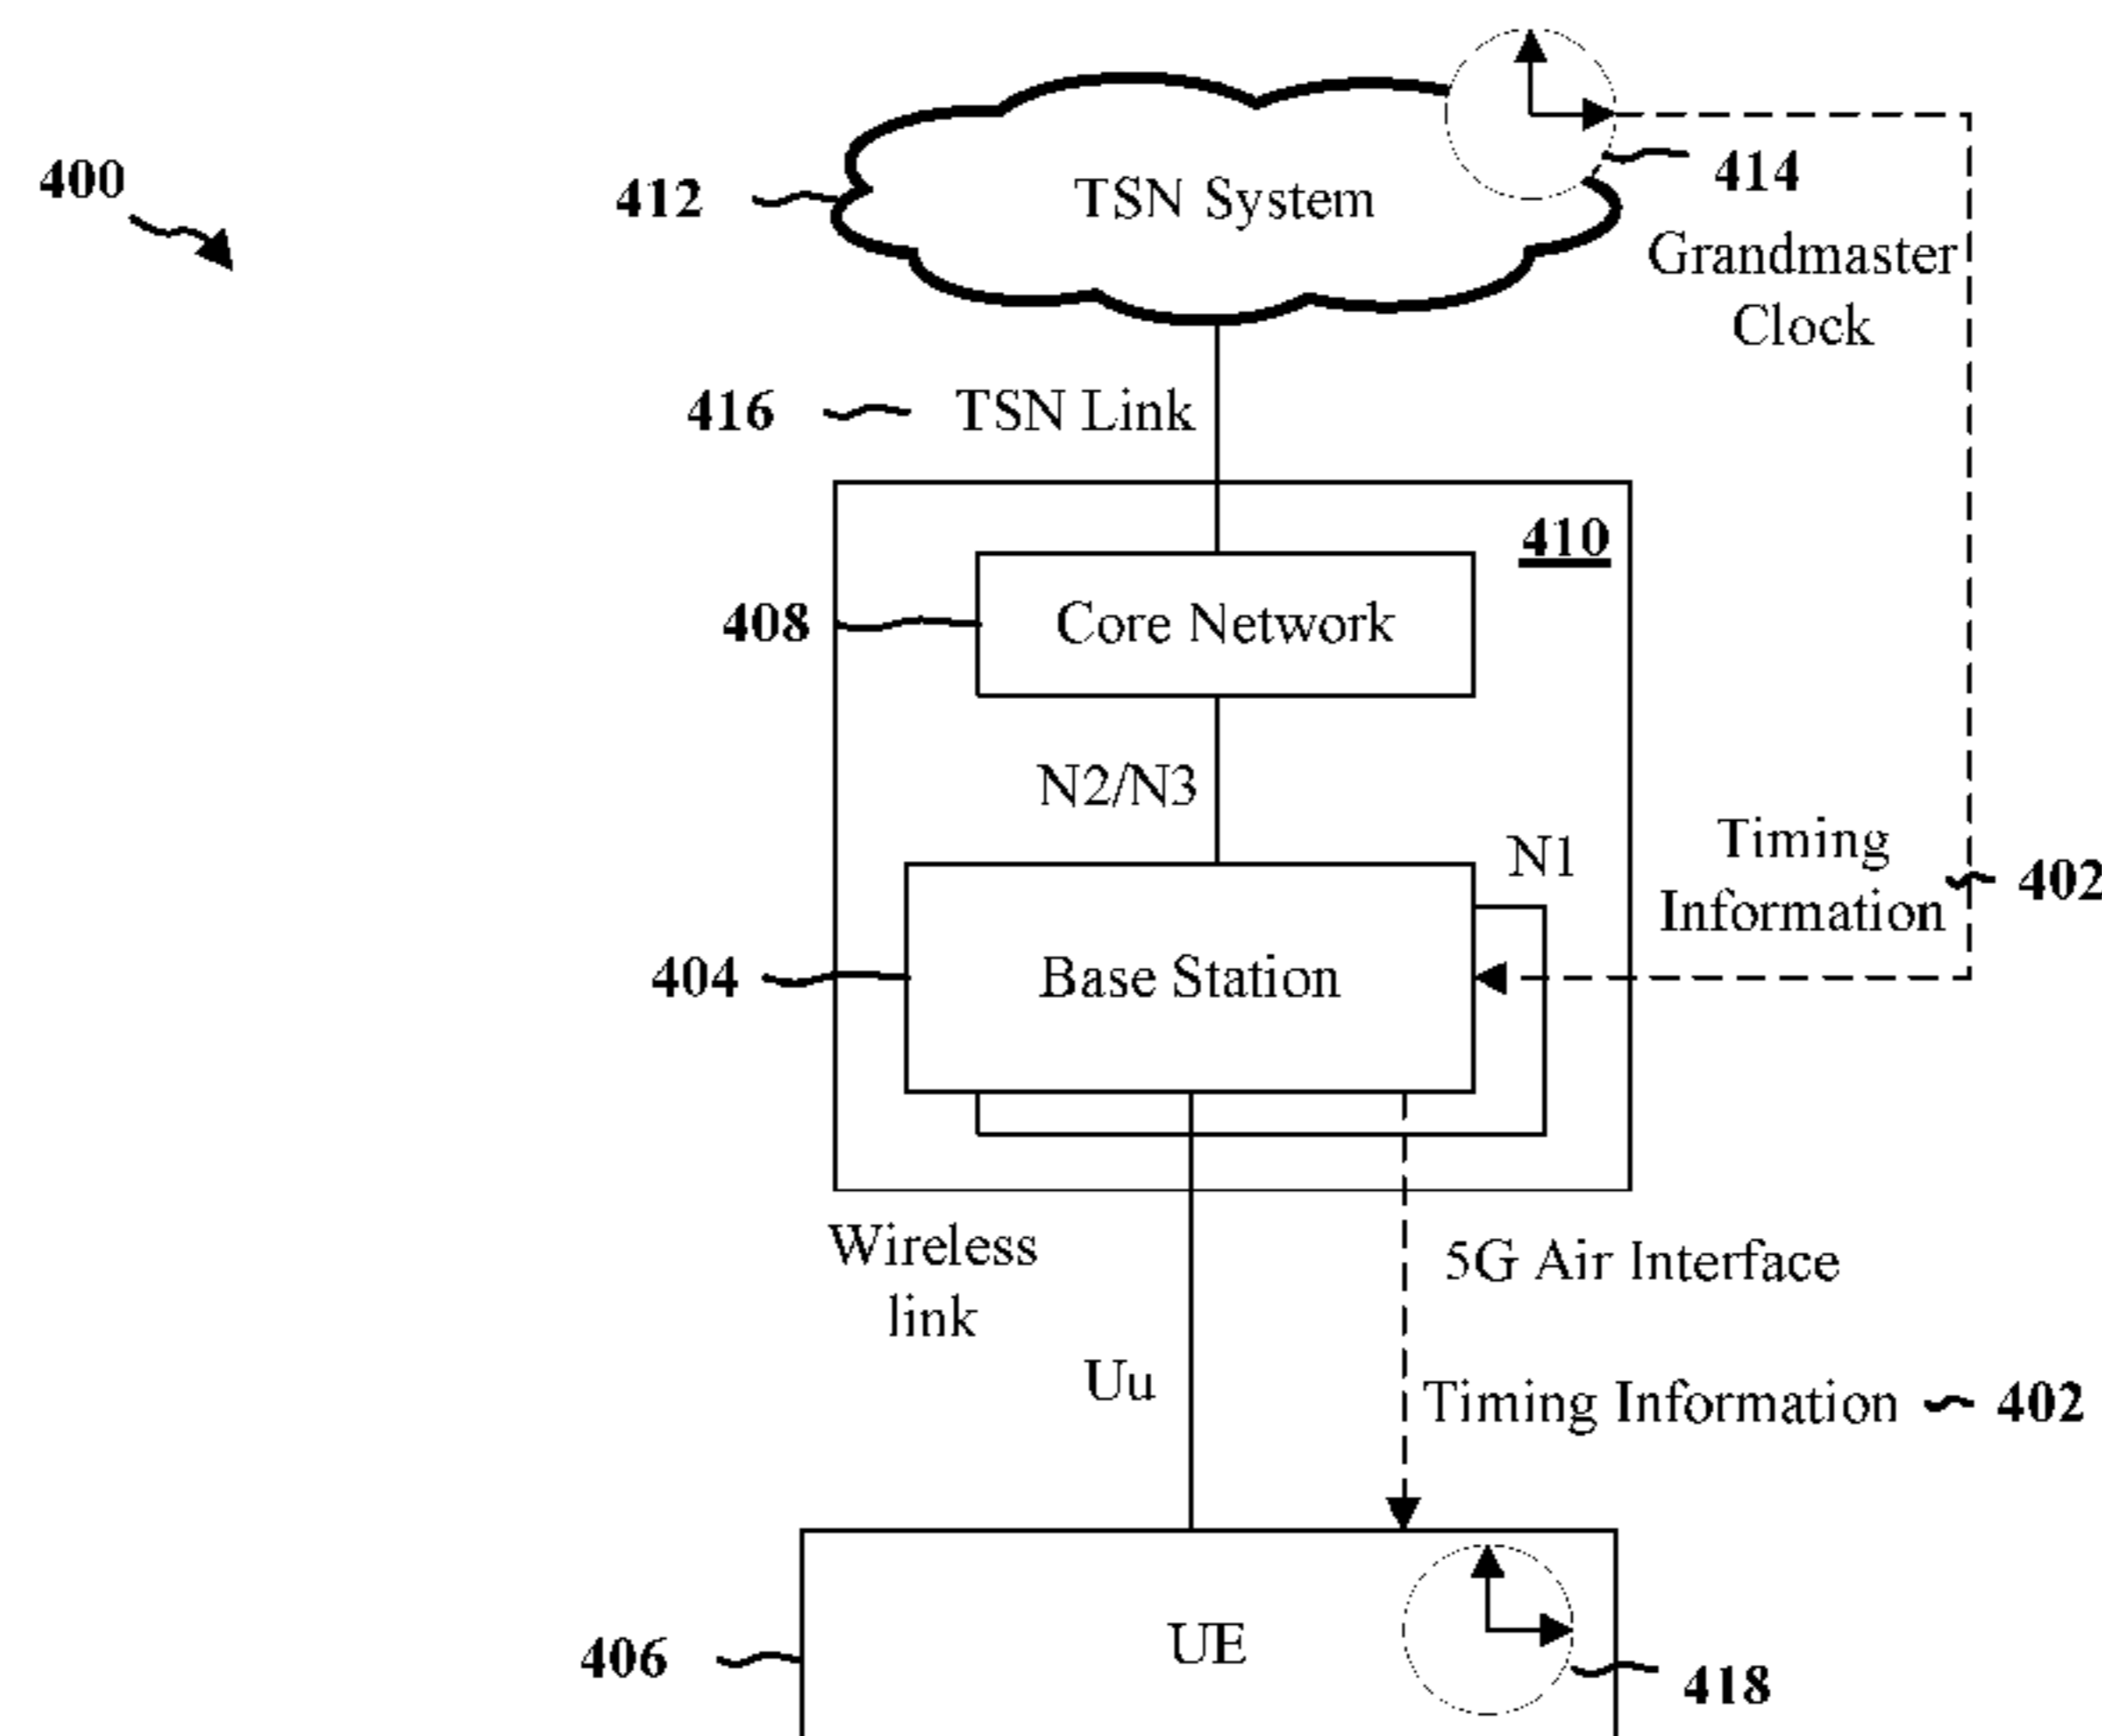 400
412
TSN System
414
Grandmaster
Clock
416
TSN Link
410
408
Core Network
N2/N3
N1
Timing
Information
402
404
Base Station
Wireless
link
5G Air Interface
Uu
Timing Information
402
406
UE
418